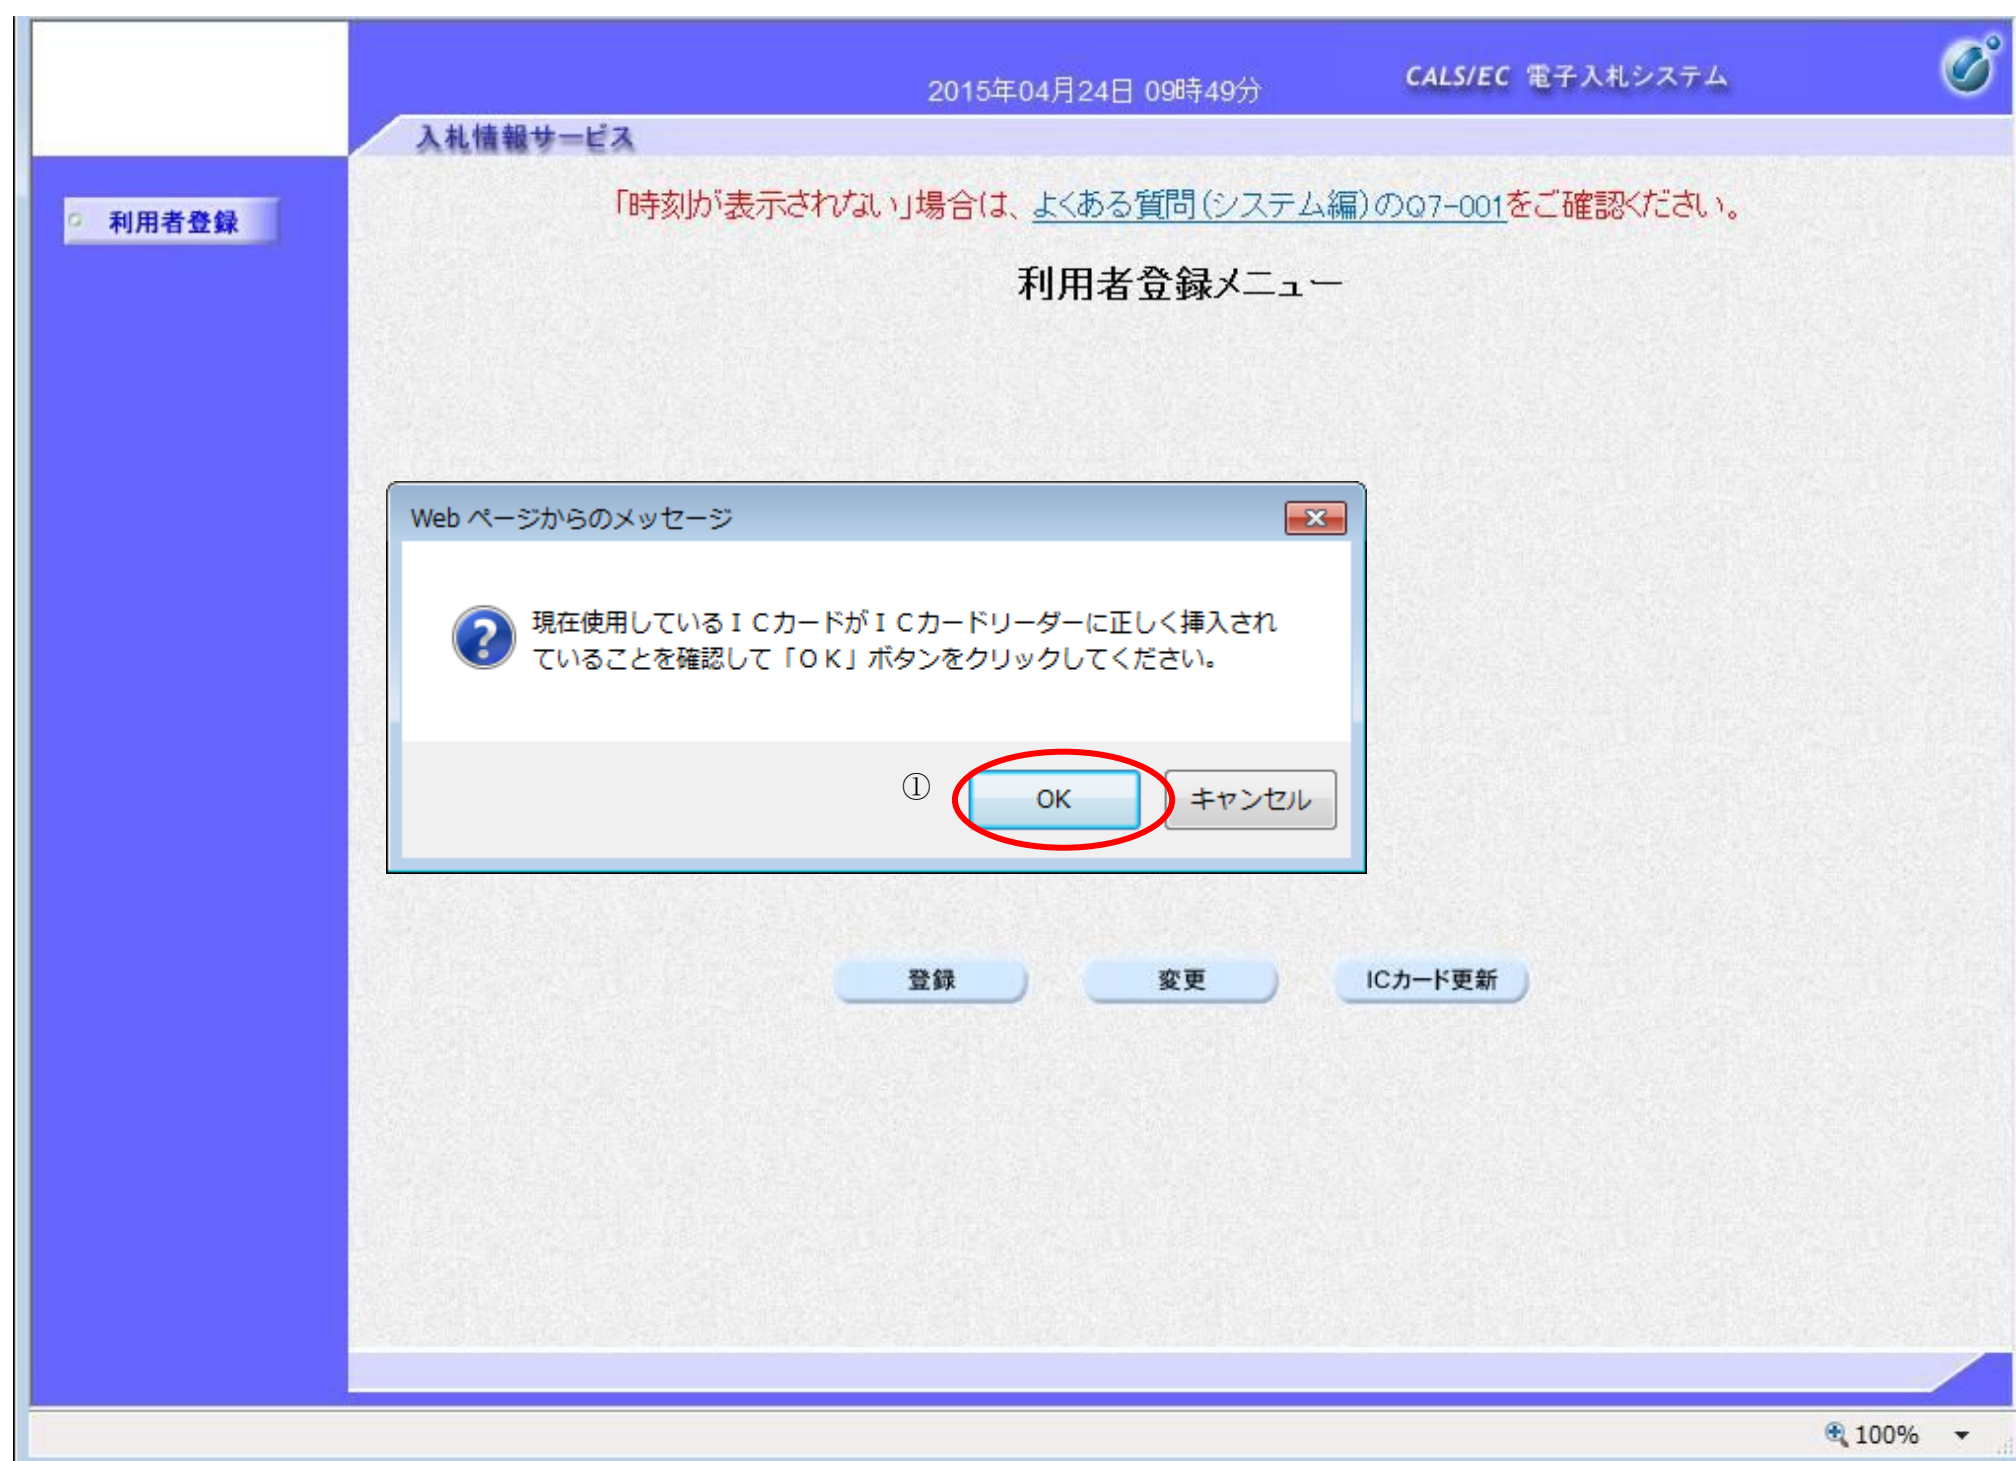 2015年04月24日 09時49分
CALS/EC 電子入札システム
入札情報サービス
利用者登録
「時刻が表示されない」場合は、よくある質問(システム編)のQ7-001をご確認ください。
利用者登録メニュー
Web ページからのメッセージ
現在使用しているＩＣカードがＩＣカードリーダーに正しく挿入され
ていることを確認して「ＯＫ」ボタンをクリックしてください。
①
OK
キャンセル
登録
変更
ICカード更新
100%